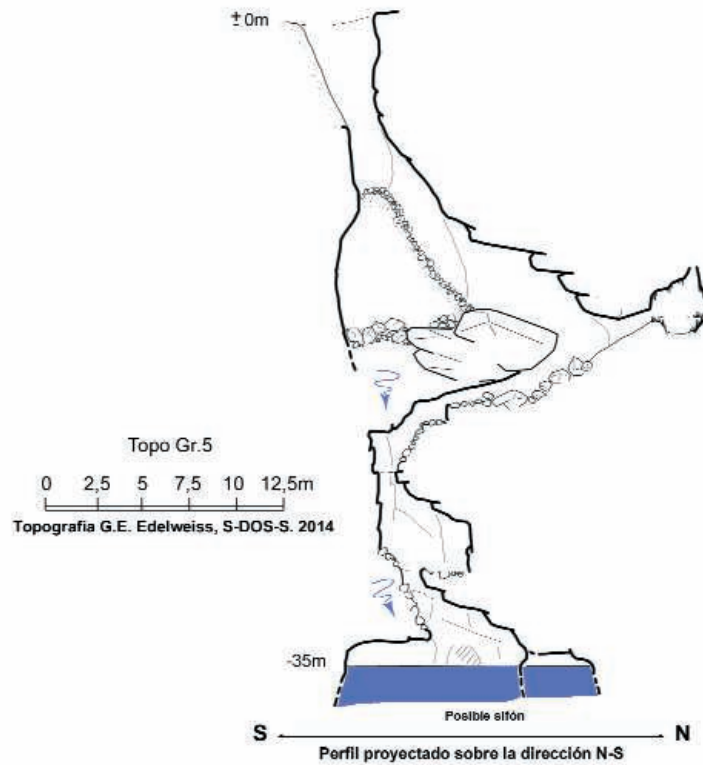 ±0m
Topo Gr.5
0 2,5 5 7,5 10 12,5m
Topografia G.E. Edelweiss, S-DOS-S. 2014
-35m
Posible sifón
S N
Perfil proyectado sobre la dirección N-S